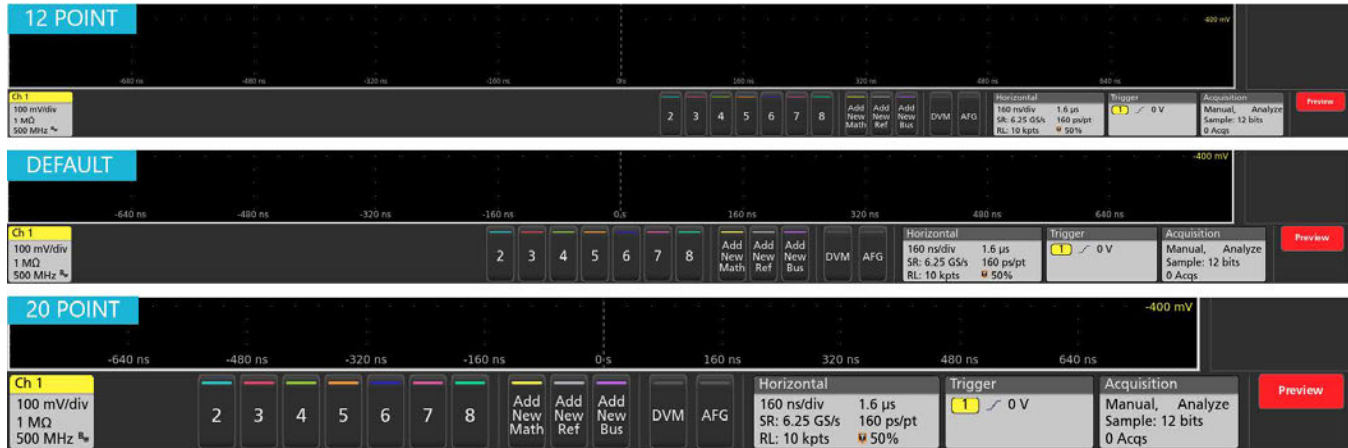 12 POINT
-400 mV
-640 ns -480 ns -320 ns -160 ns 0 s 160 ns 320 ns 480 ns 640 ns
Ch 1
100 mV/div
1 MΩ
500 MHz
2 3 4 5 6 7 8
Add New Math
Add New Ref
Add New Bus
DVM
AFG
Horizontal
160 ns/div 1.6 µs
SR: 6.25 GS/s 160 ps/pt
RL: 10 kpts 50%
Trigger
1 0 V
Acquisition
Manual, Analyze
Sample: 12 bits
0 Acqs
Preview
DEFAULT
-400 mV
-640 ns -480 ns -320 ns -160 ns 0 s 160 ns 320 ns 480 ns 640 ns
Ch 1
100 mV/div
1 MΩ
500 MHz
2 3 4 5 6 7 8
Add New Math
Add New Ref
Add New Bus
DVM
AFG
Horizontal
160 ns/div 1.6 µs
SR: 6.25 GS/s 160 ps/pt
RL: 10 kpts 50%
Trigger
1 0 V
Acquisition
Manual, Analyze
Sample: 12 bits
0 Acqs
Preview
20 POINT
-400 mV
-640 ns -480 ns -320 ns -160 ns 0 s 160 ns 320 ns 480 ns 640 ns
Ch 1
100 mV/div
1 MΩ
500 MHz
2 3 4 5 6 7 8
Add New Math
Add New Ref
Add New Bus
DVM
AFG
Horizontal
160 ns/div 1.6 µs
SR: 6.25 GS/s 160 ps/pt
RL: 10 kpts 50%
Trigger
1 0 V
Acquisition
Manual, Analyze
Sample: 12 bits
0 Acqs
Preview